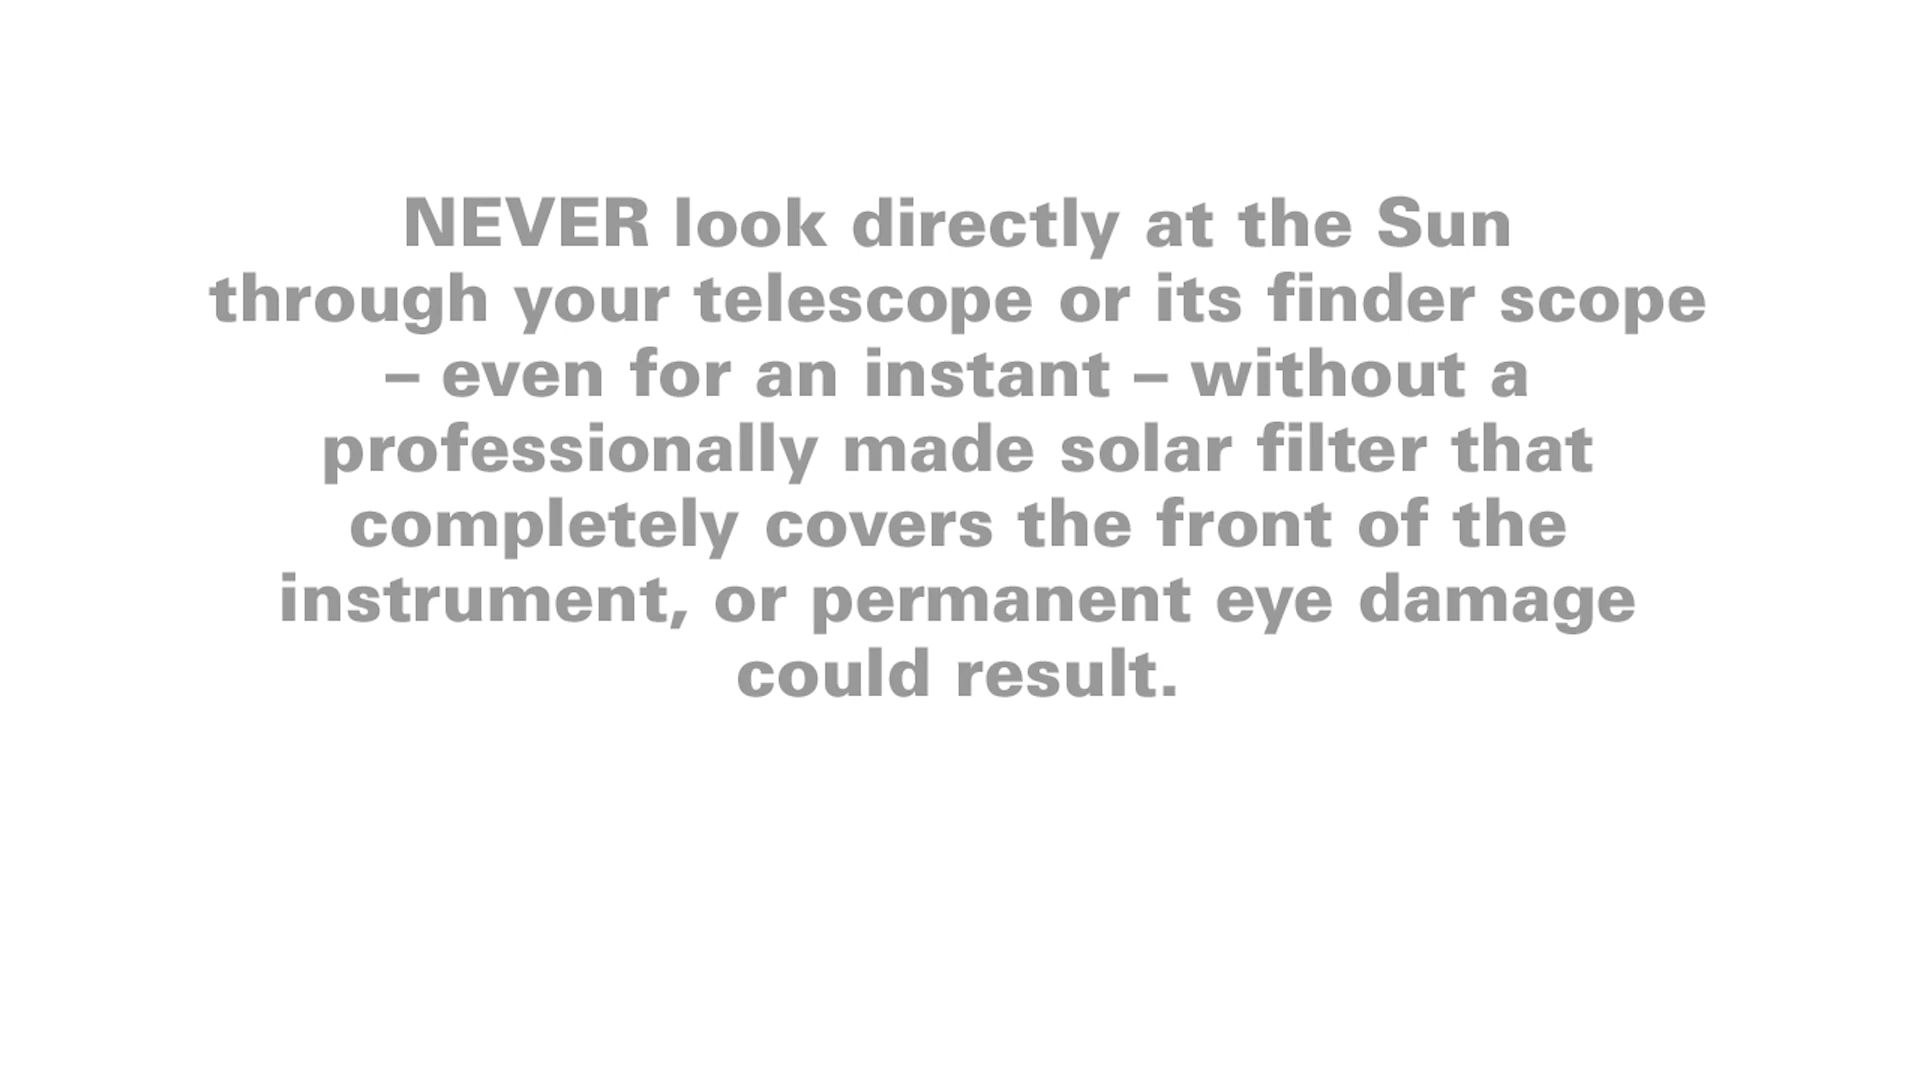 NEVER look directly at the Sun
through your telescope or its finder scope
– even for an instant – without a
professionally made solar filter that
completely covers the front of the
instrument, or permanent eye damage
could result.